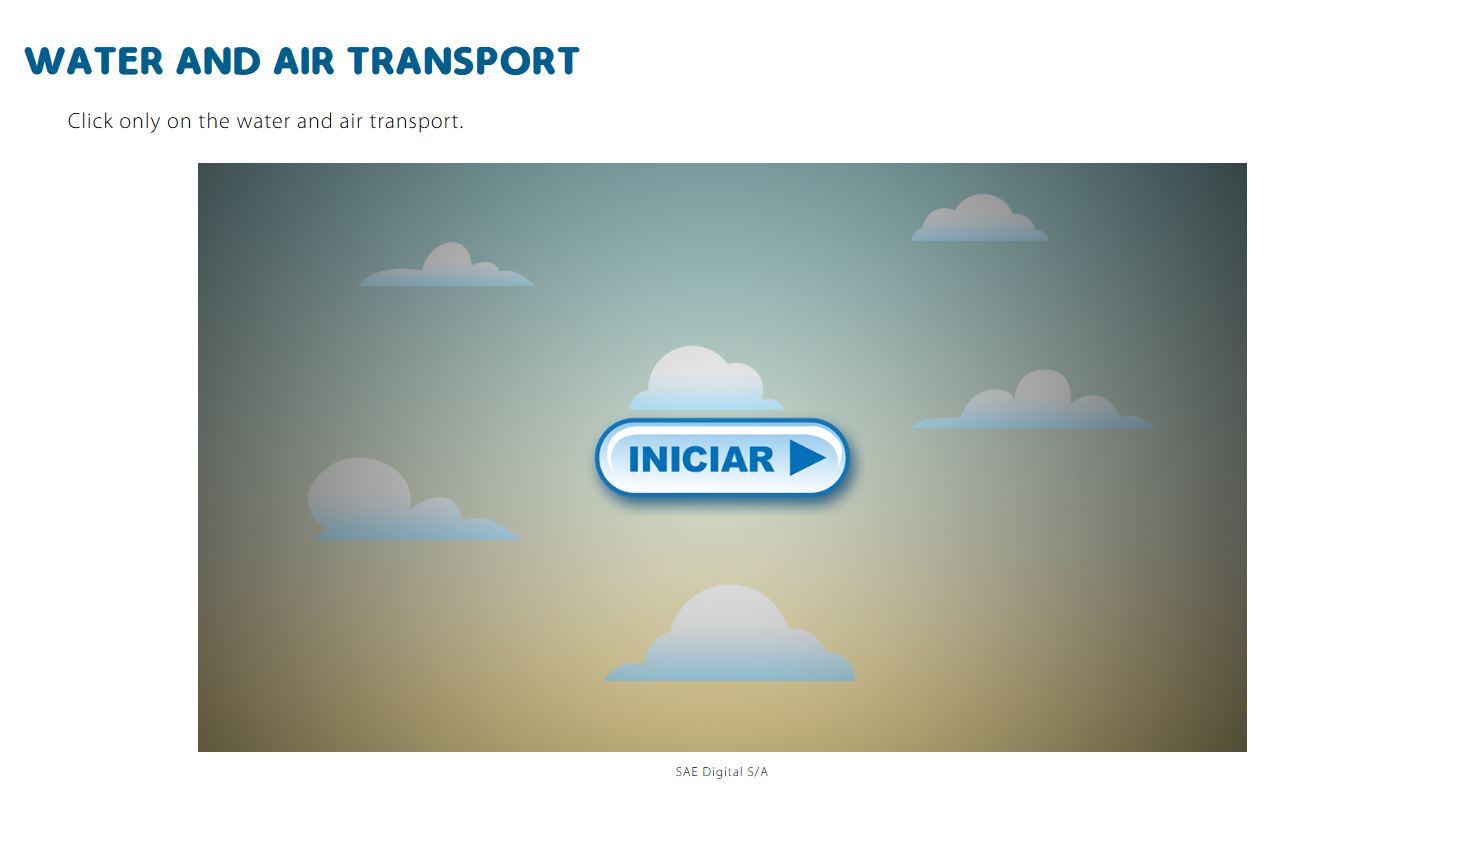 WATER AND AIR TRANSPORT
Click only on the water and air transport.
INICIAR
SAE Digital S/A